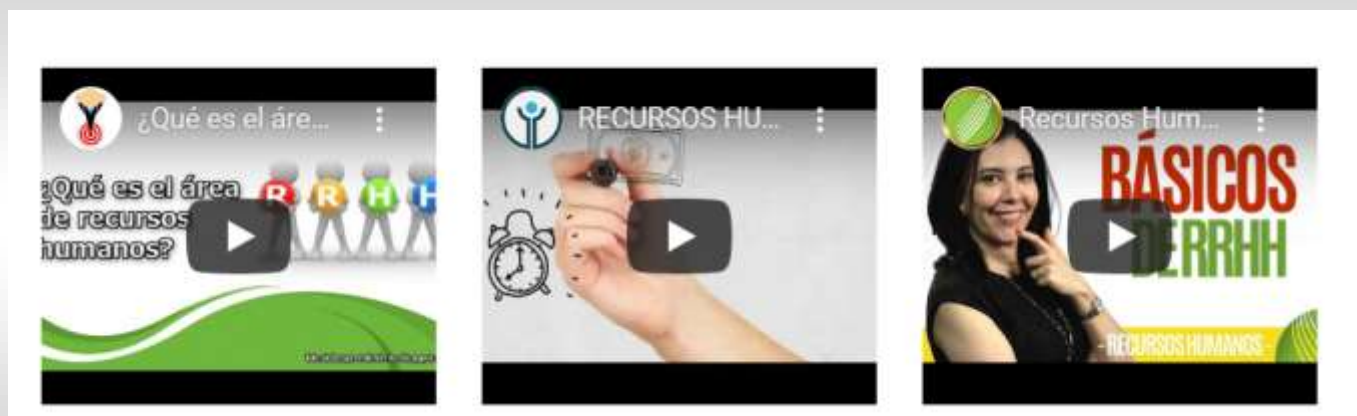 ¿Qué es el áre...
¿Qué es el área
de recursos
humanos?
R R H H
RECURSOS HU...
Recursos Hum...
BÁSICOS
DE RRHH
- RECURSOS HUMANOS -